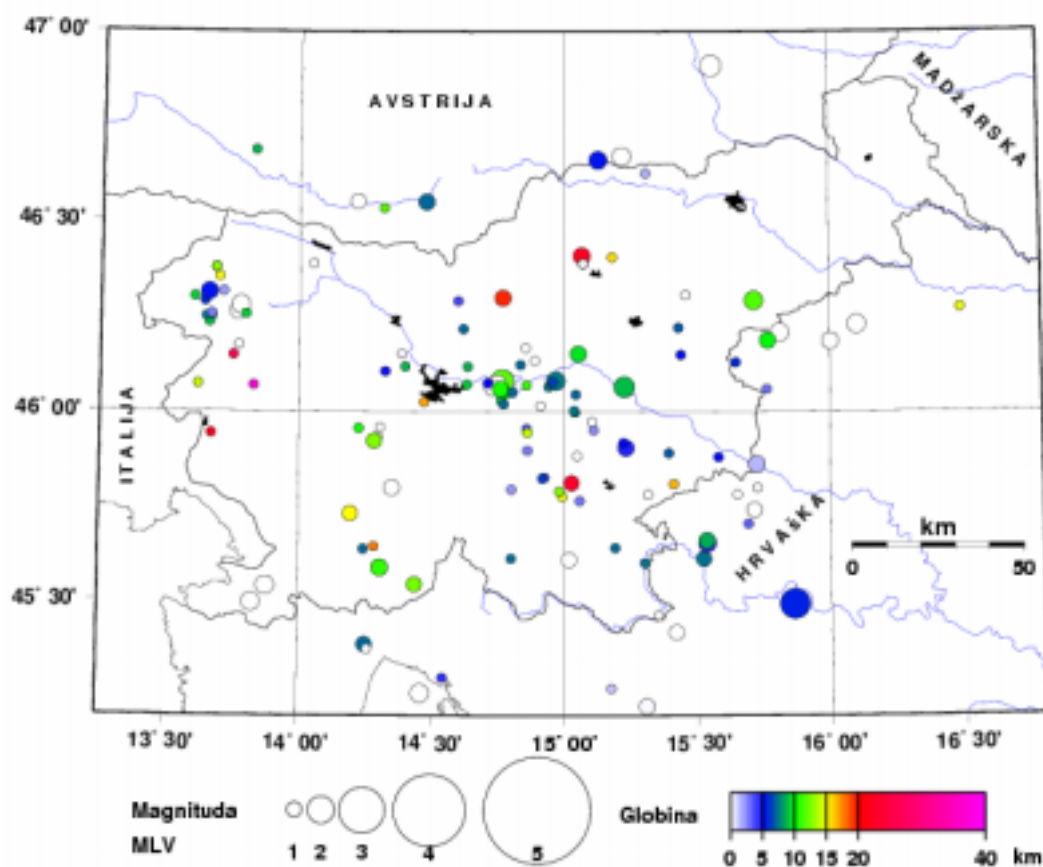 47° 00'
AVSTRIJA
MADŽARSKA
46° 30'
46° 00'
ITALIJA
HRVAŠKA
km
0 50
45° 30'
13° 30' 14° 00' 14° 30' 15° 00' 15° 30' 16° 00' 16° 30'
Magnituda
MLV
1 2 3 4 5
Globina
0 5 10 15 20 40 km